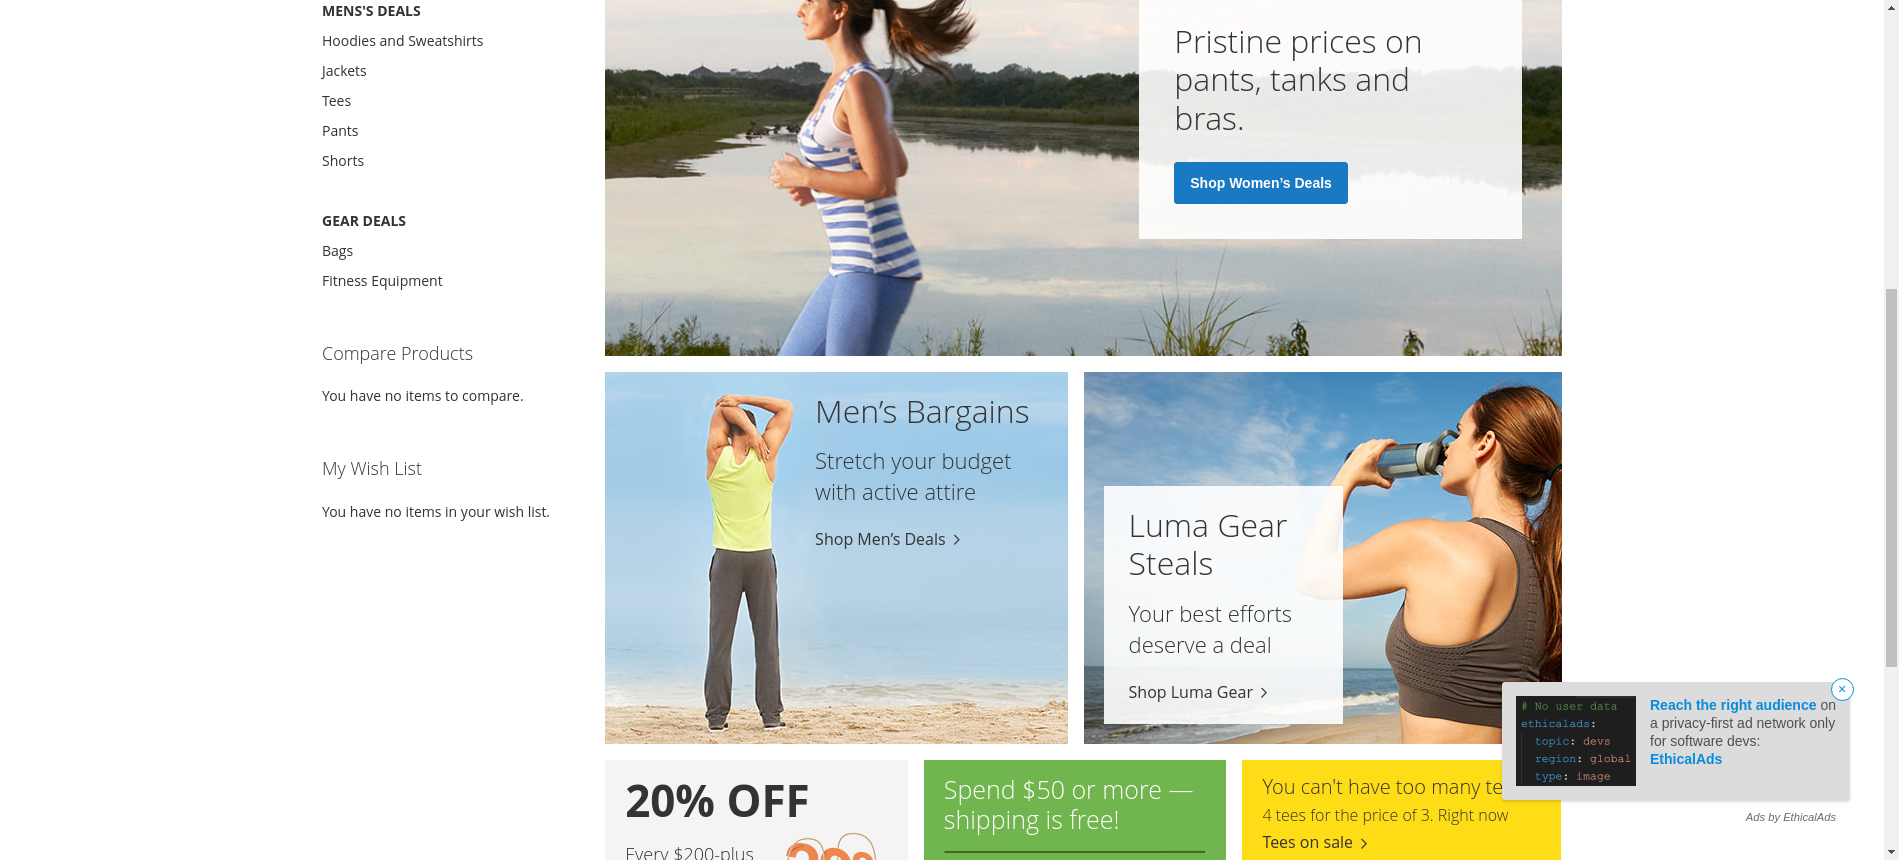 MENS'S DEALS
Hoodies and Sweatshirts
Jackets
Tees
Pants
Shorts
GEAR DEALS
Bags
Fitness Equipment
Compare Products
You have no items to compare.
My Wish List
You have no items in your wish list.
Pristine prices on
pants, tanks and
bras.
Shop Women’s Deals
Men’s Bargains
Stretch your budget
with active attire
Shop Men’s Deals
Luma Gear
Steals
Your best efforts
deserve a deal
Shop Luma Gear
20% OFF
Every $200-plus
Spend $50 or more —
shipping is free!
You can't have too many te
4 tees for the price of 3. Right now
Tees on sale
# No user data
ethicalads:
topic: devs
region: global
type: image
Reach the right audience on
a privacy-first ad network only
for software devs:
EthicalAds
Ads by EthicalAds